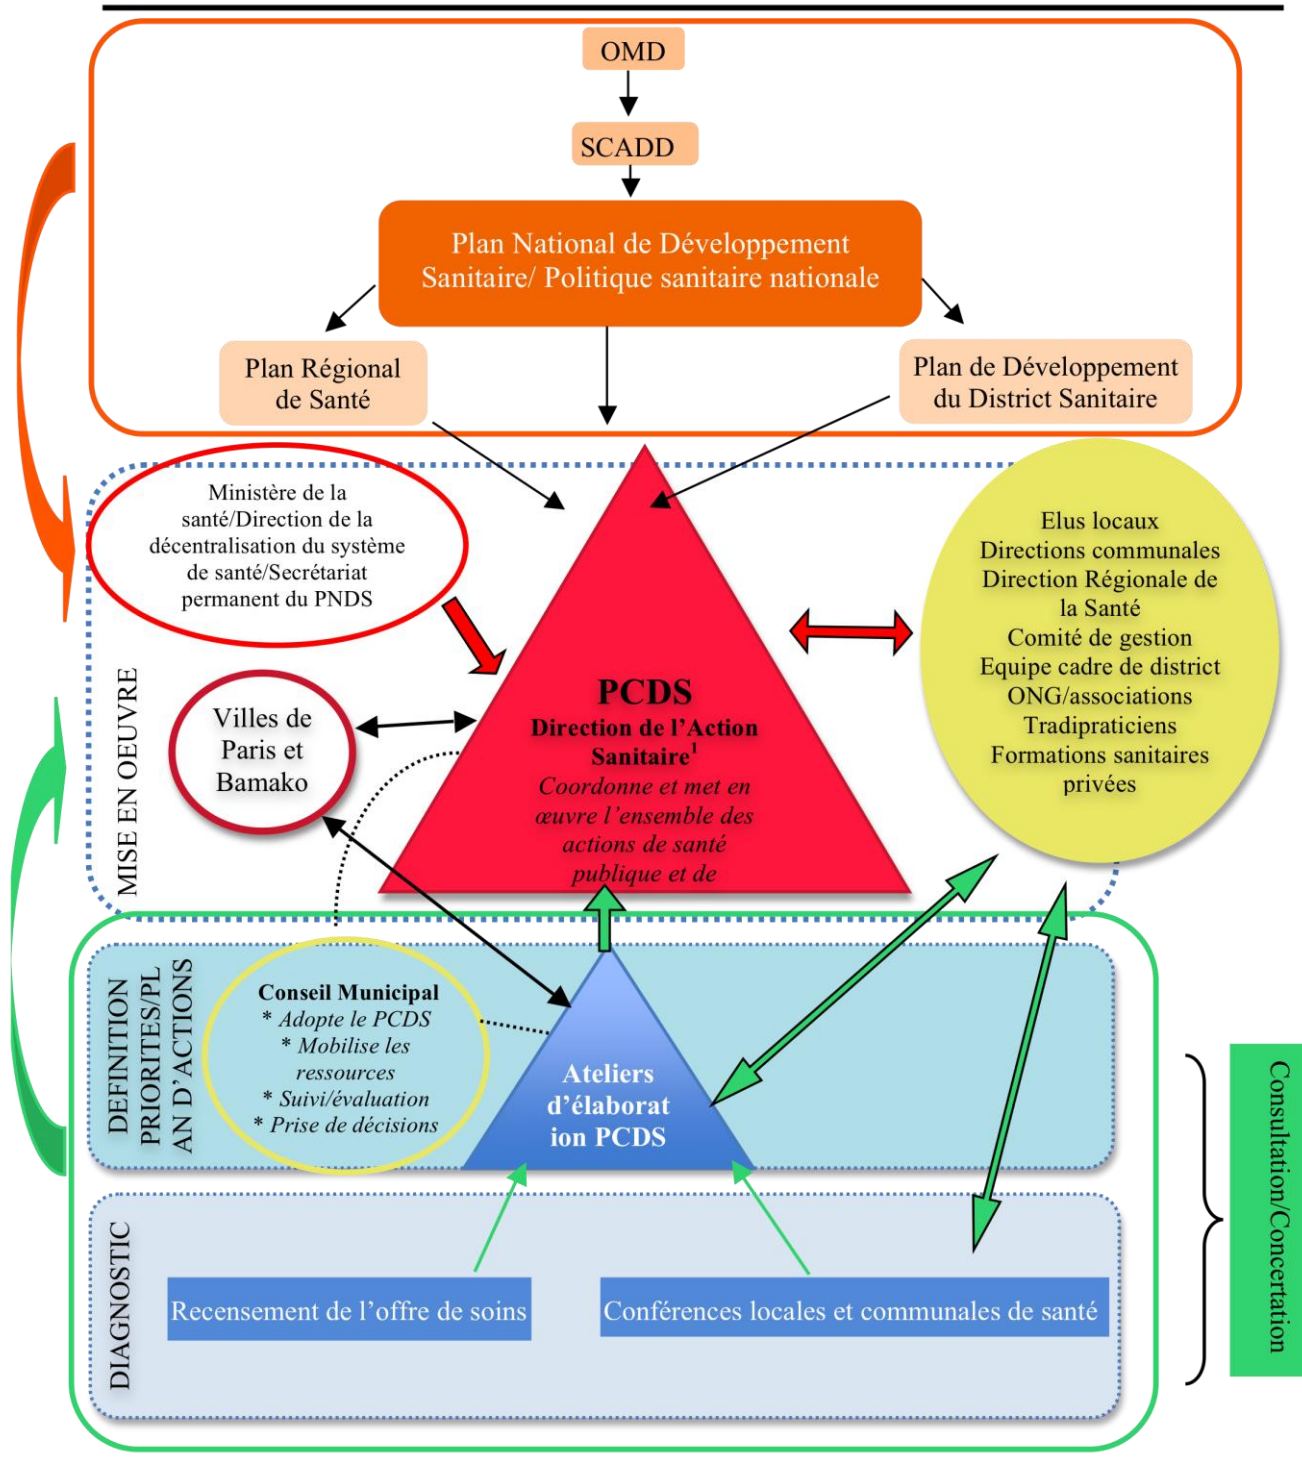 OMD
SCADD
Plan National de Développement
Sanitaire/ Politique sanitaire nationale
Plan Régional
de Santé
Plan de Développement
du District Sanitaire
Ministère de la
santé/Direction de la
décentralisation du système
de santé/Secrétariat
permanent du PNDS
Elus locaux
Directions communales
Direction Régionale de
la Santé
Comité de gestion
Equipe cadre de district
ONG/associations
Tradipraticiens
Formations sanitaires
privées
MISE EN OEUVRE
Villes de
Paris et
Bamako
PCDS
Direction de l’Action
Sanitaire1
Coordonne et met en
œuvre l’ensemble des
actions de santé
publique et de
DEFINITION
PRIORITES/PL
AN D’ACTIONS
Conseil Municipal
* Adopte le PCDS
* Mobilise les
ressources
* Suivi/évaluation
* Prise de décisions
Ateliers
d’élaborat
ion PCDS
Consultation/Concertation
DIAGNOSTIC
Recensement de l’offre de soins
Conférences locales et communales de santé